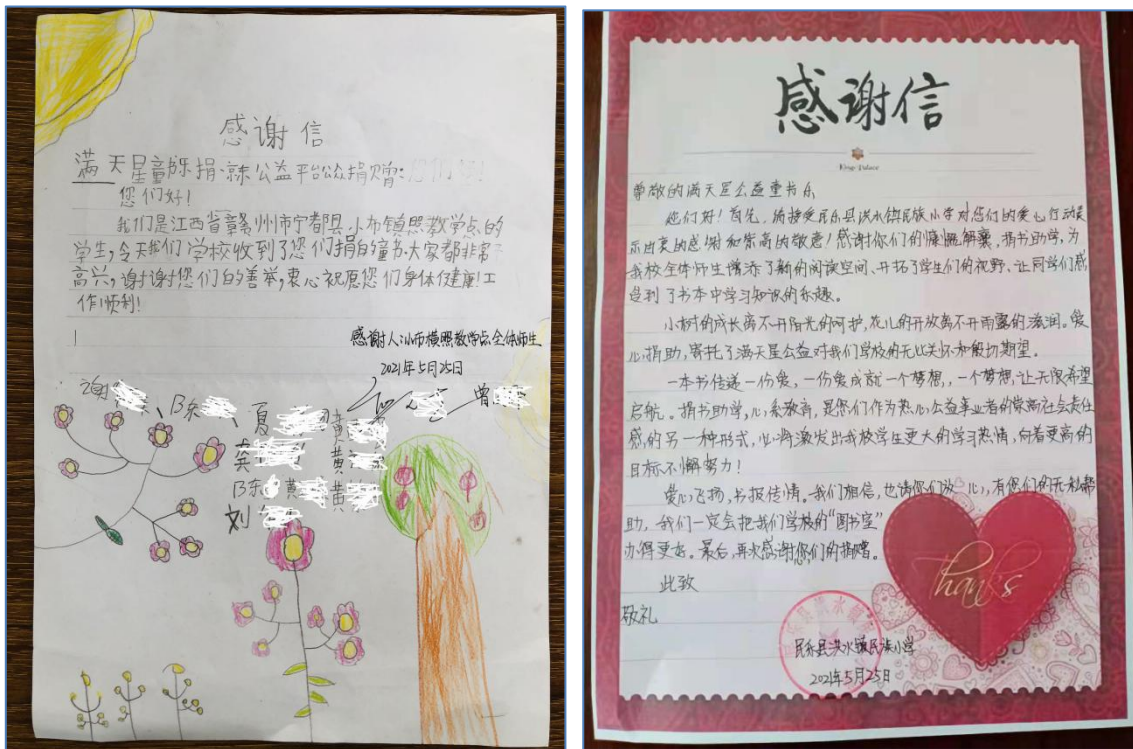 感谢信
满天星童乐捐·京东公益平台公众捐赠:
您们好!
我们是江西省赣州市宁都县小布镇照教学点的
学生,今天我们学校收到了您们捐的童书大家都非常
高兴,谢谢您们的善举,衷心祝愿您们身体健康!工
作顺利!
感谢人:小布横照教学点全体师生
2021年5月25日
谢
陈
夏
曾
黄
陈
黄
黄
刘
感谢信
尊敬的满天星公益童书乐
您们好!首先,请接受民乐县洪水镇民族小学对您们的爱心行动表
示由衷的感谢和崇高的敬意!感谢你们的慷慨解囊,捐书助学,为
我校全体师生增添了新的阅读空间、开拓了学生们的视野、让同学们感
受到了书本中学习知识的乐趣。
小树的成长离不开阳光的呵护,花儿的开放离不开雨露的滋润。爱
心捐助,寄托了满天星公益对我们学校的无比关怀和殷切期望。
一本书传递一份爱,一份爱成就一个梦想,一个梦想,让无限希望
启航。捐书助学,心系教育,是您们作为热心公益事业者的崇高社会责任
感的另一种形式,必将激发出我校学生更大的学习热情,向着更高的
目标不懈努力!
爱心飞扬,书报传情。我们相信,也请你们放心,有您们的无私帮
助,我们一定会把我们学校的“图书室”
办得更好。最后,再次感谢您们的捐赠。
此致
敬礼
Thanks
民乐县洪水镇民族小学
2021年5月25日